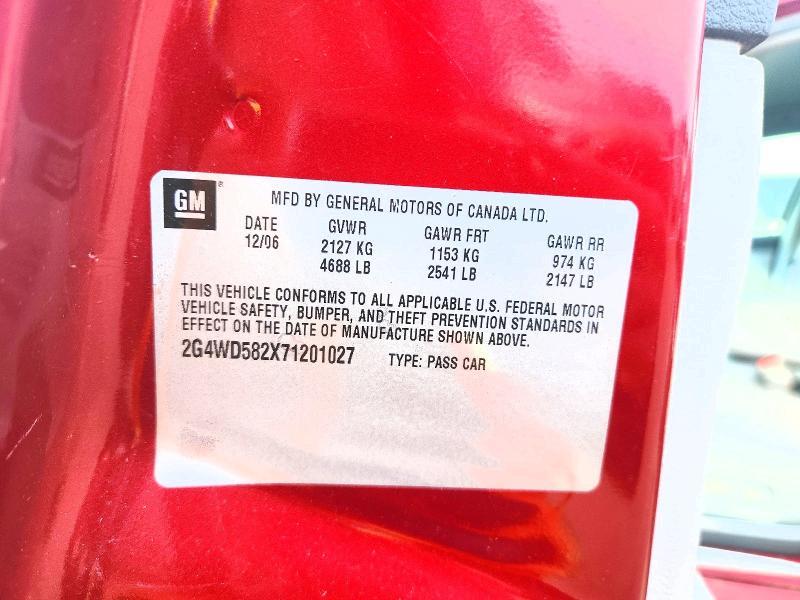 GM® MFD BY GENERAL MOTORS OF CANADA LTD.
DATE GVWR GAWR FRT GAWR RR
12/06 2127 KG 1153 KG 974 KG
4688 LB 2541 LB 2147 LB
THIS VEHICLE CONFORMS TO ALL APPLICABLE U.S. FEDERAL MOTOR
VEHICLE SAFETY, BUMPER, AND THEFT PREVENTION STANDARDS IN
EFFECT ON THE DATE OF MANUFACTURE SHOWN ABOVE.
2G4WD582X71201027 TYPE: PASS CAR